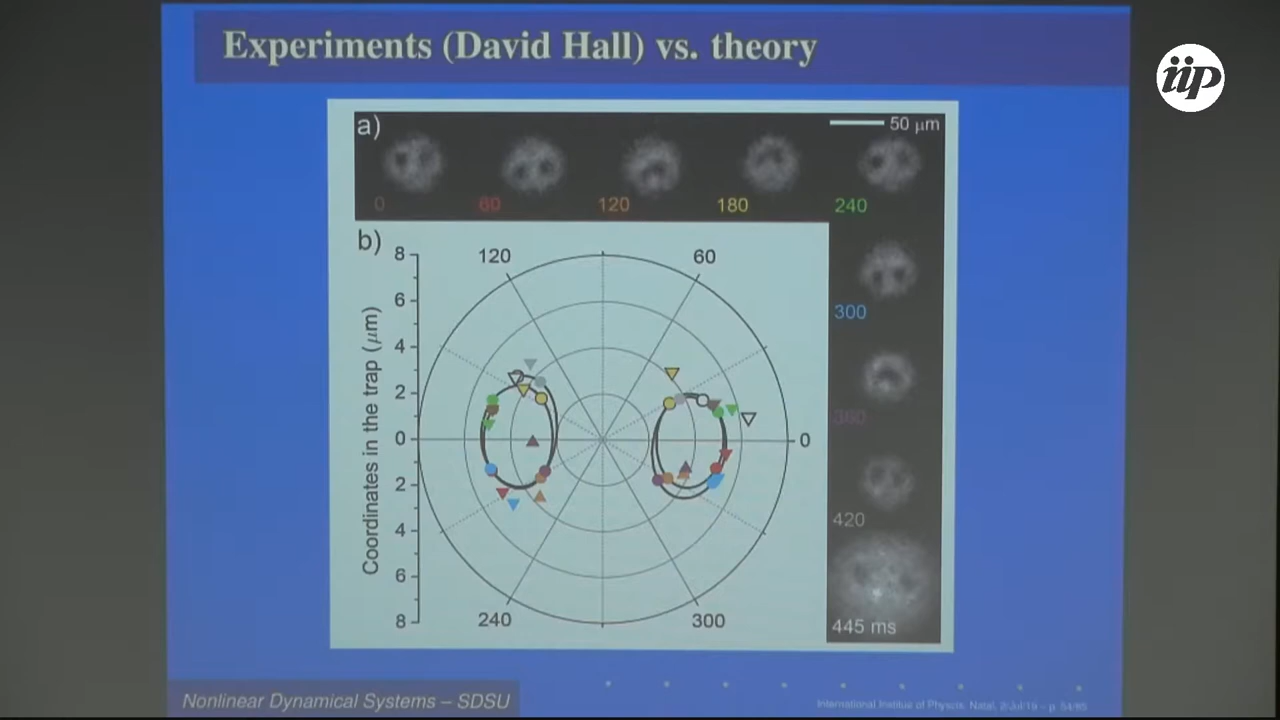 Experiments (David Hall) vs. theory
iip
a)
50 μm
0
60
120
180
240
300
360
420
445 ms
b)
Coordinates in the trap (μm)
8
6
4
2
0
2
4
6
8
120
60
0
240
300
Nonlinear Dynamical Systems – SDSU
International Institue of Physics, Natal, 2/Jul/19 – p. 54/85